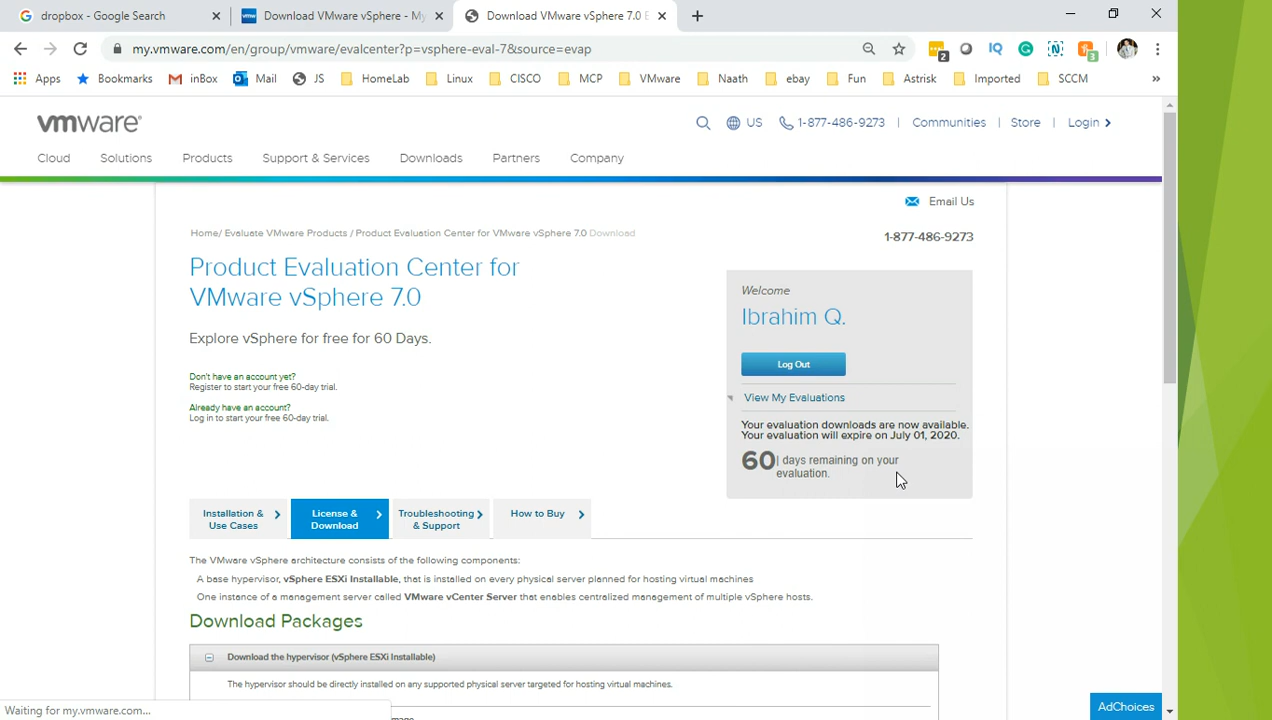 dropbox - Google Search
Download VMware vSphere - My
Download VMware vSphere 7.0 E
my.vmware.com/en/group/vmware/evalcenter?p=vsphere-eval-7&source=evap
2
IQ
3
Apps
Bookmarks
inBox
Mail
JS
HomeLab
Linux
CISCO
MCP
VMware
Naath
ebay
Fun
Astrisk
Imported
SCCM
»
vmware
US
1-877-486-9273
Communities
Store
Login
Cloud
Solutions
Products
Support & Services
Downloads
Partners
Company
Email Us
Home/ Evaluate VMware Products / Product Evaluation Center for VMware vSphere 7.0 Download
1-877-486-9273
Product Evaluation Center for
VMware vSphere 7.0
Explore vSphere for free for 60 Days.
Don't have an account yet?
Register to start your free 60-day trial.
Already have an account?
Log in to start your free 60-day trial.
Welcome
Ibrahim Q.
Log Out
View My Evaluations
Your evaluation downloads are now available.
Your evaluation will expire on July 01, 2020.
60 | days remaining on your
evaluation.
Installation &
Use Cases
License &
Download
Troubleshooting
& Support
How to Buy
The VMware vSphere architecture consists of the following components:
A base hypervisor, vSphere ESXi Installable, that is installed on every physical server planned for hosting virtual machines
One instance of a management server called VMware vCenter Server that enables centralized management of multiple vSphere hosts.
Download Packages
Download the hypervisor (vSphere ESXi Installable)
The hypervisor should be directly installed on any supported physical server targeted for hosting virtual machines.
Waiting for my.vmware.com...
AdChoices